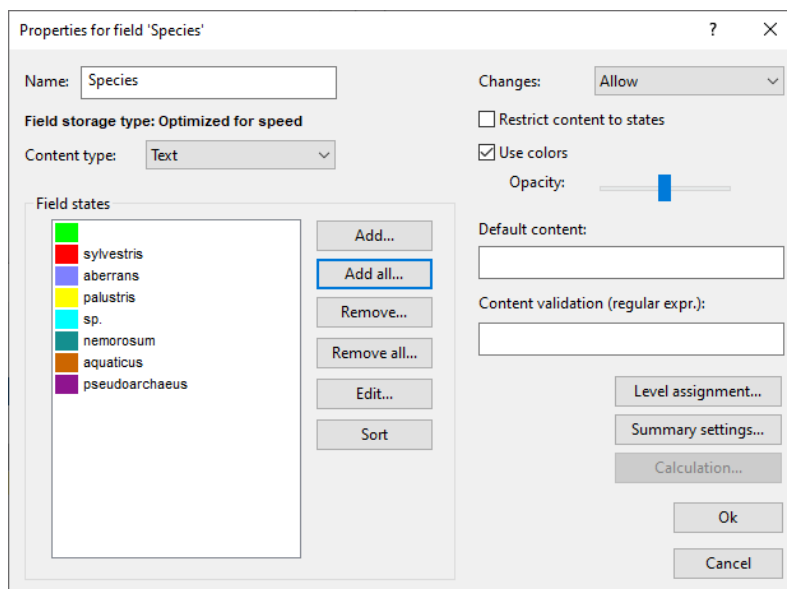 Properties for field 'Species'
?
Name: Species
Field storage type: Optimized for speed
Content type: Text
Field states
sylvestris
aberrans
palustris
sp.
nemorosum
aquaticus
pseudoarchaeus
Add...
Add all...
Remove...
Remove all...
Edit...
Sort
Changes: Allow
Restrict content to states
Use colors
Opacity:
Default content:
Content validation (regular expr.):
Level assignment...
Summary settings...
Calculation...
Ok
Cancel